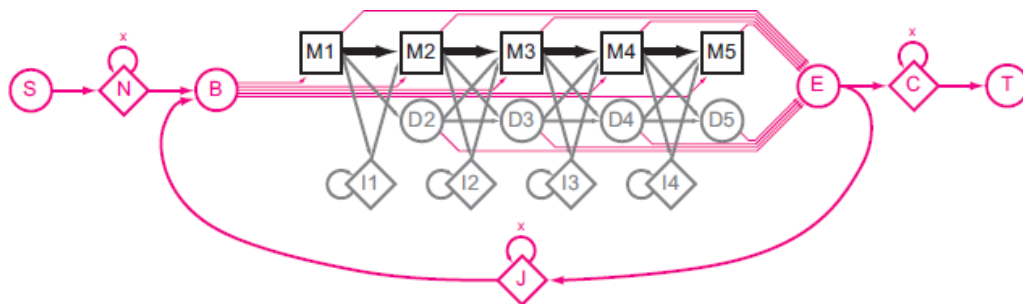 x x
M1 M2 M3 M4 M5
S N B E C T
D2 D3 D4 D5
I1 I2 I3 I4
x
J